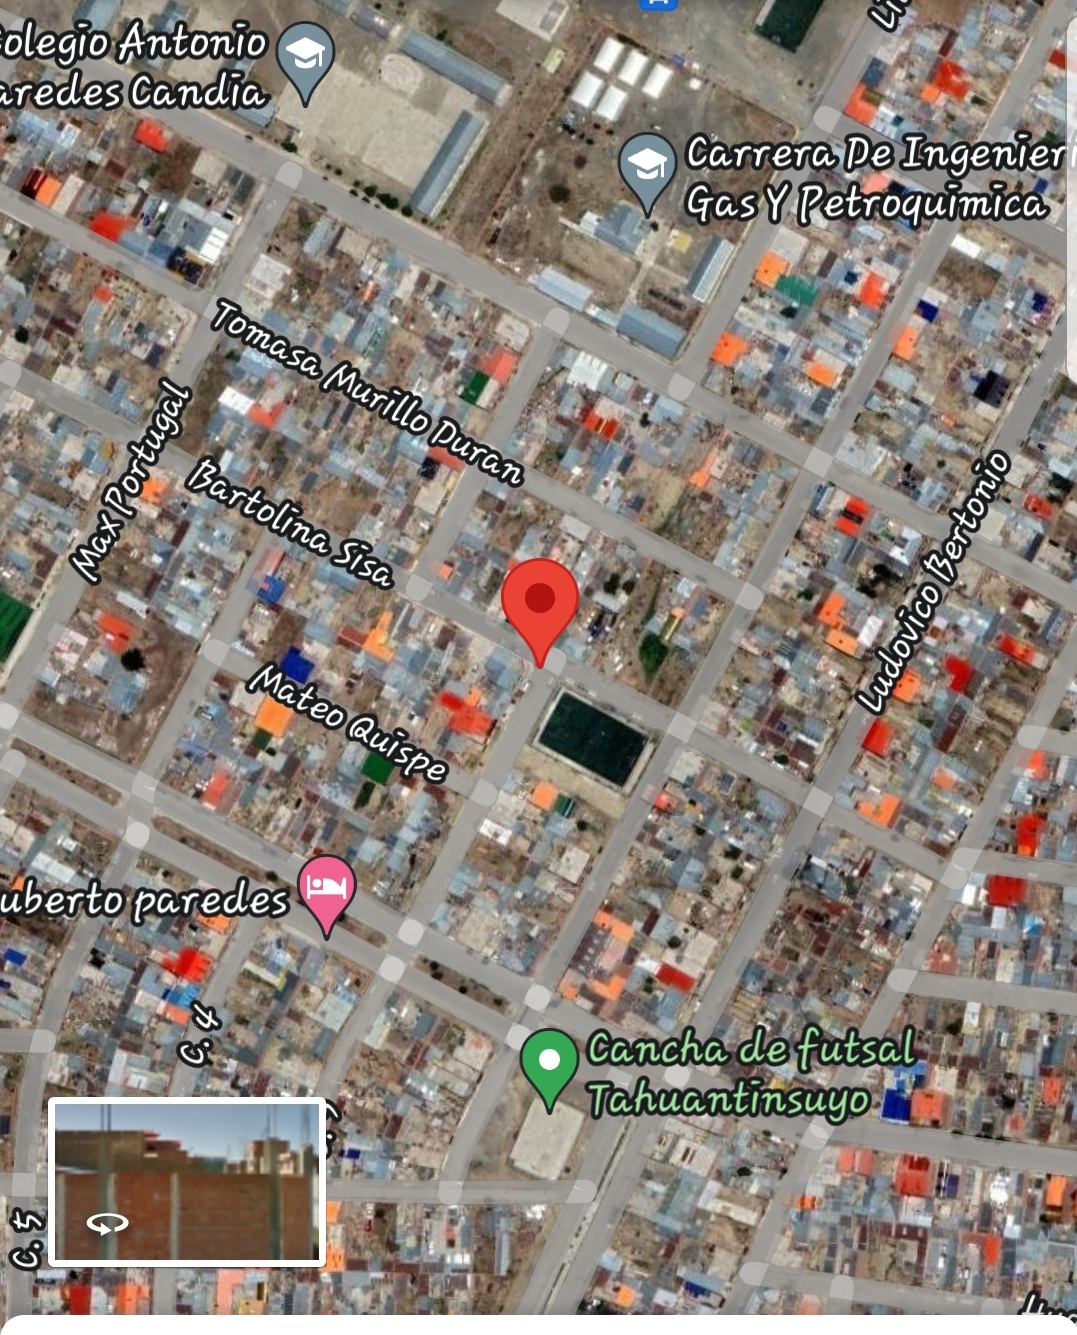 olegio Antonio
aredes Candia
Carrera De Ingenier
Gas Y Petroquimica
Tomasa Murillo Duran
Max Portugal
Bartolina Sisa
Ludovico Bertonio
Mateo Quispe
uberto paredes
C. 4
Cancha de futsal
Tahuantinsuyo
C. 5